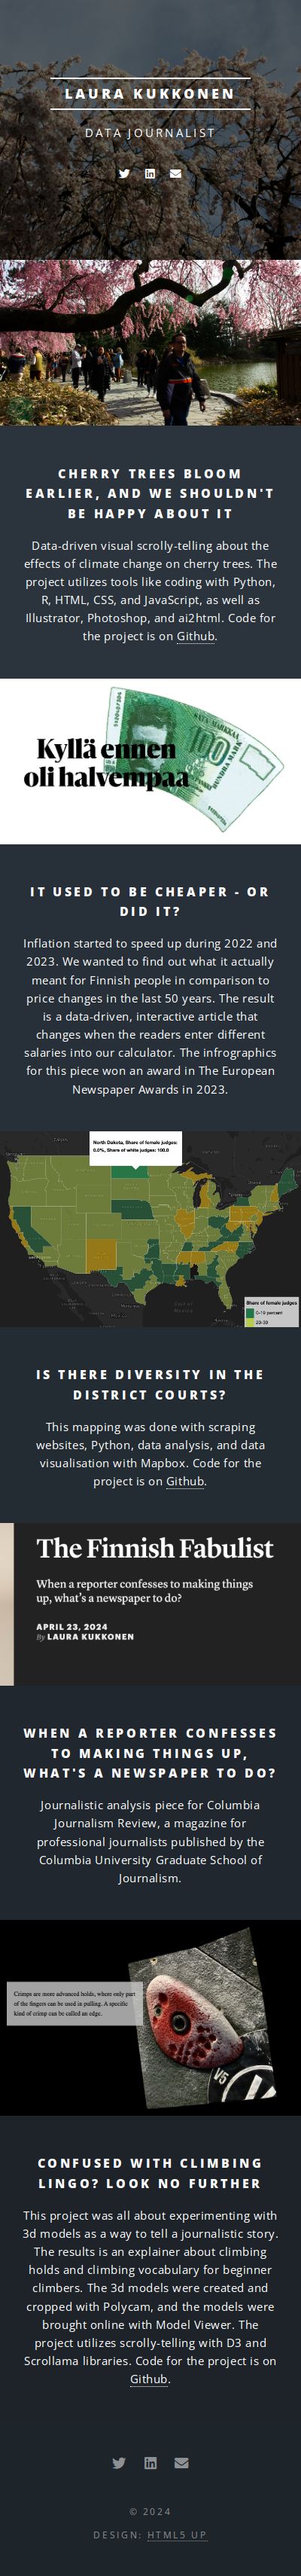 LAURA KUKKONEN
DATA JOURNALIST
CHERRY TREES BLOOM
EARLIER, AND WE SHOULDN'T
BE HAPPY ABOUT IT
Data-driven visual scrolly-telling about the
effects of climate change on cherry trees. The
project utilizes tools like coding with Python,
R, HTML, CSS, and JavaScript, as well as
Illustrator, Photoshop, and ai2html. Code for
the project is on Github.
Kyllä ennen
oli halvempaa
100
IT USED TO BE CHEAPER - OR
DID IT?
Inflation started to speed up during 2022 and
2023. We wanted to find out what it actually
meant for Finnish people in comparison to
price changes in the last 50 years. The result
is a data-driven, interactive article that
changes when the readers enter different
salaries into our calculator. The infographics
for this piece won an award in The European
Newspaper Awards in 2023.
North Dakota, Share of female judges:
0.0%, Share of white judges: 100.0
Share of female judges
0-19 percent
20-39
IS THERE DIVERSITY IN THE
DISTRICT COURTS?
This mapping was done with scraping
websites, Python, data analysis, and data
visualisation with Mapbox. Code for the
project is on Github.
The Finnish Fabulist
When a reporter confesses to making things
up, what's a newspaper to do?
APRIL 23, 2024
By LAURA KUKKONEN
WHEN A REPORTER CONFESSES
TO MAKING THINGS UP,
WHAT'S A NEWSPAPER TO DO?
Journalistic analysis piece for Columbia
Journalism Review, a magazine for
professional journalists published by the
Columbia University Graduate School of
Journalism.
Crimps are more advanced holds, where only part
of the fingers can be used in pulling. A specific
kind of crimp can be called an edge.
CONFUSED WITH CLIMBING
LINGO? LOOK NO FURTHER
This project was all about experimenting with
3d models as a way to tell a journalistic story.
The results is an explainer about climbing
holds and climbing vocabulary for beginner
climbers. The 3d models were created and
cropped with Polycam, and the models were
brought online with Model Viewer. The
project utilizes scrolly-telling with D3 and
Scrollama libraries. Code for the project is on
Github.
© 2024
DESIGN: HTML5 UP